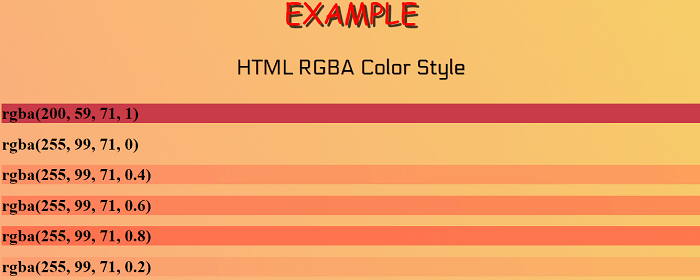 EXAMPLE
HTML RGBA Color Style
rgba(200, 59, 71, 1)
rgba(255, 99, 71, 0)
rgba(255, 99, 71, 0.4)
rgba(255, 99, 71, 0.6)
rgba(255, 99, 71, 0.8)
rgba(255, 99, 71, 0.2)